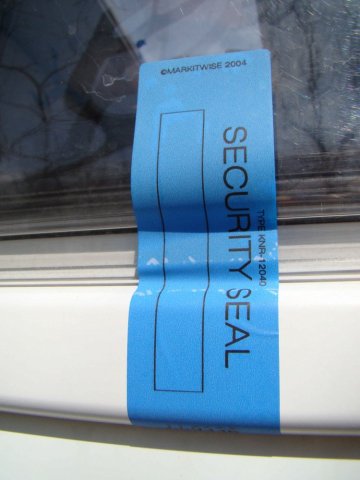 ©MARKITWISE 2004
TYPE KNR-12040
SECURITY SEAL